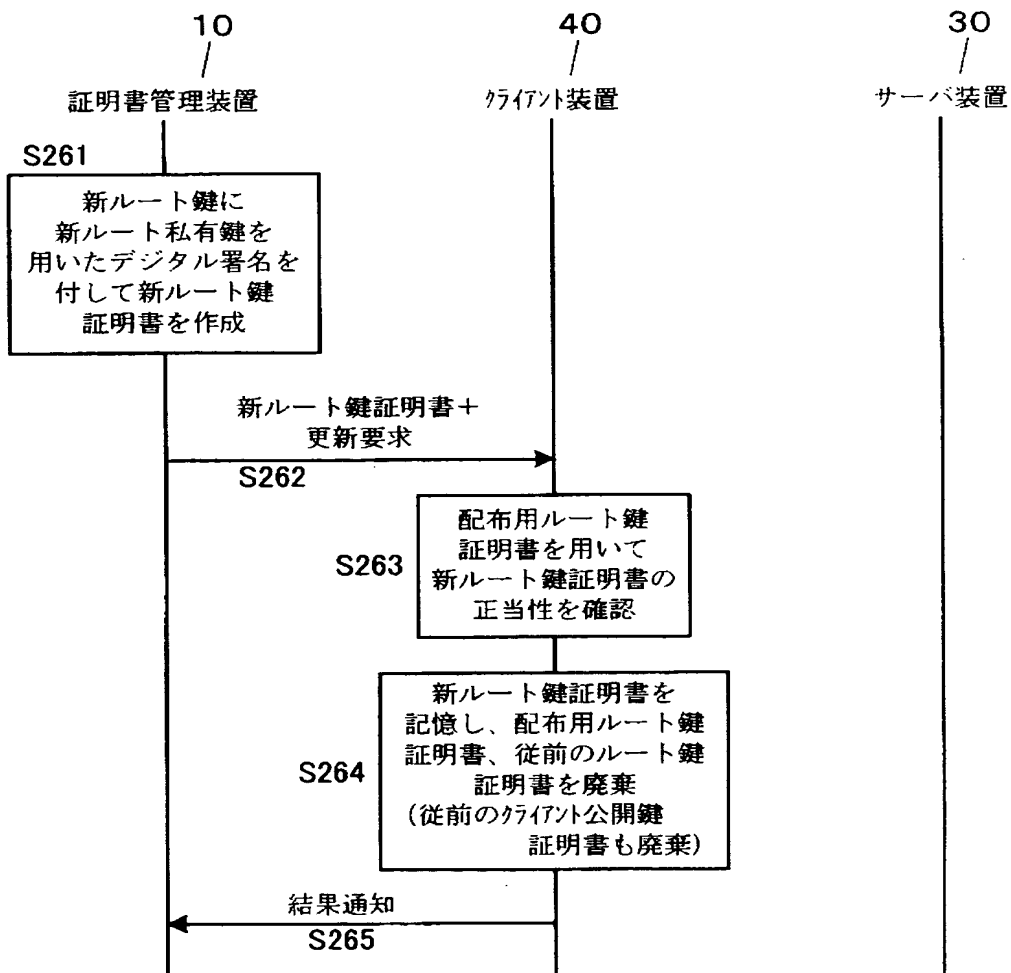 10
40
30
証明書管理装置
クライアント装置
サーバ装置
S261
新ルート鍵に
新ルート私有鍵を
用いたデジタル署名を
付して新ルート鍵
証明書を作成
新ルート鍵証明書＋
更新要求
S262
S263
配布用ルート鍵
証明書を用いて
新ルート鍵証明書の
正当性を確認
S264
新ルート鍵証明書を
記憶し、配布用ルート鍵
証明書、従前のルート鍵
証明書を廃棄
(従前のクライアント公開鍵
証明書も廃棄)
結果通知
S265